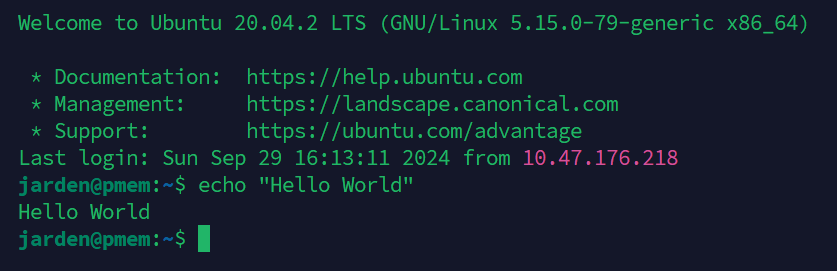 Welcome to Ubuntu 20.04.2 LTS (GNU/Linux 5.15.0-79-generic x86_64)
* Documentation:  https://help.ubuntu.com
* Management:     https://landscape.canonical.com
* Support:        https://ubuntu.com/advantage
Last login: Sun Sep 29 16:13:11 2024 from 10.47.176.218
jarden@pmem:~$ echo "Hello World"
Hello World
jarden@pmem:~$